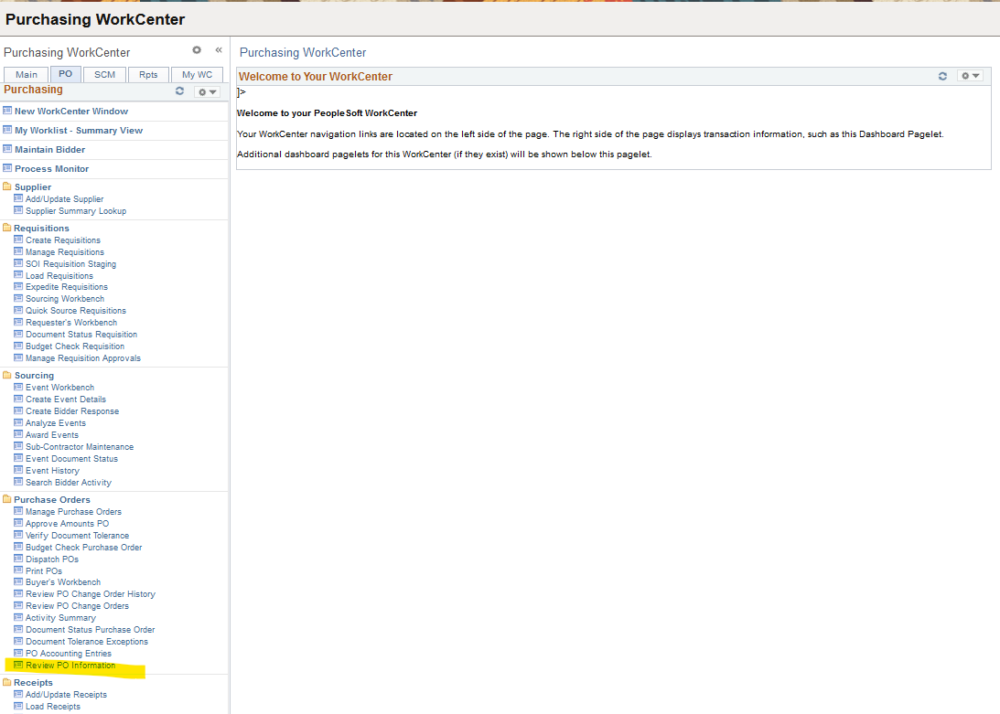 Purchasing WorkCenter
Purchasing WorkCenter
«
Main PO SCM Rpts My WC
Purchasing
New WorkCenter Window
My Worklist - Summary View
Maintain Bidder
Process Monitor
Supplier
Add/Update Supplier
Supplier Summary Lookup
Requisitions
Create Requisitions
Manage Requisitions
SOI Requisition Staging
Load Requisitions
Expedite Requisitions
Sourcing Workbench
Quick Source Requisitions
Requester's Workbench
Document Status Requisition
Budget Check Requisition
Manage Requisition Approvals
Sourcing
Event Workbench
Create Event Details
Create Bidder Response
Analyze Events
Award Events
Sub-Contractor Maintenance
Event Document Status
Event History
Search Bidder Activity
Purchase Orders
Manage Purchase Orders
Approve Amounts PO
Verify Document Tolerance
Budget Check Purchase Order
Dispatch POs
Print POs
Buyer's Workbench
Review PO Change Order History
Review PO Change Orders
Activity Summary
Document Status Purchase Order
Document Tolerance Exceptions
PO Accounting Entries
Review PO Information
Receipts
Add/Update Receipts
Load Receipts
Purchasing WorkCenter
Welcome to Your WorkCenter
]>
Welcome to your PeopleSoft WorkCenter
Your WorkCenter navigation links are located on the left side of the page. The right side of the page displays transaction information, such as this Dashboard Pagelet.
Additional dashboard pagelets for this WorkCenter (if they exist) will be shown below this pagelet.